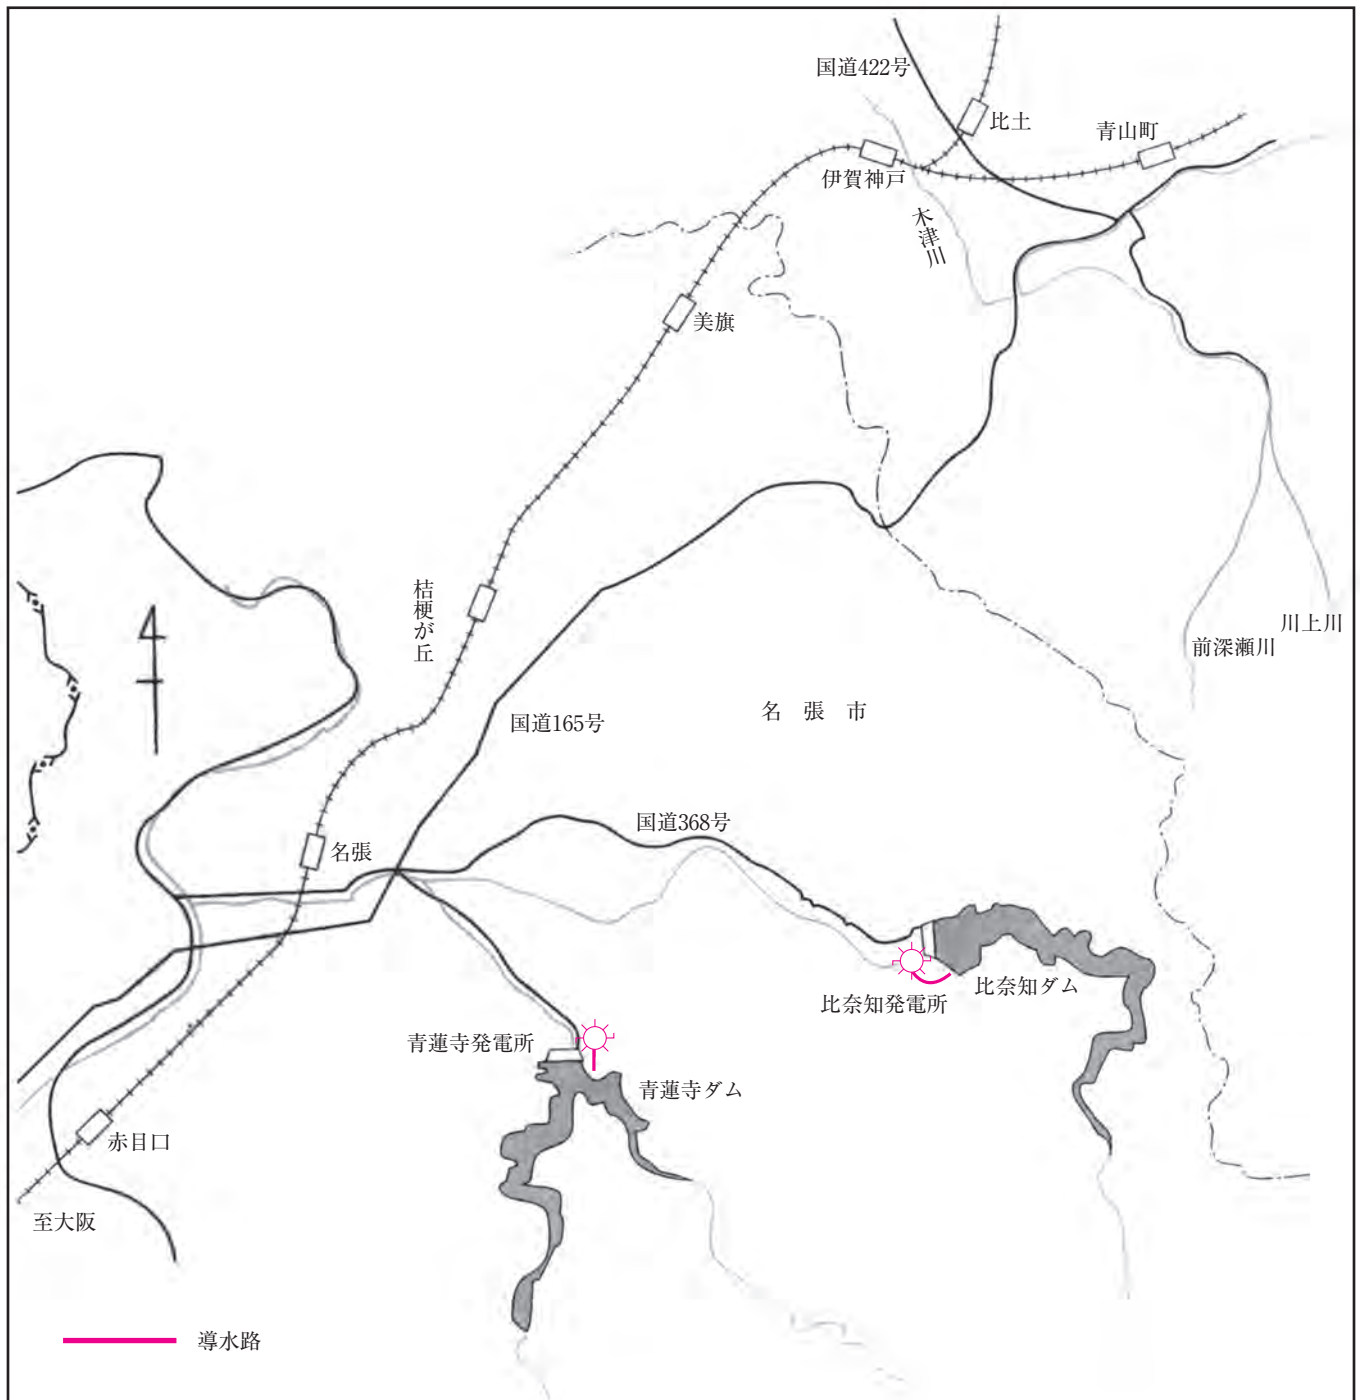 国道422号
比土
青山町
伊賀神戸
木津川
美旗
桔梗が丘
川上川
前深瀬川
国道165号
名張市
国道368号
名張
比奈知ダム
比奈知発電所
青蓮寺発電所
青蓮寺ダム
赤目口
至大阪
導水路